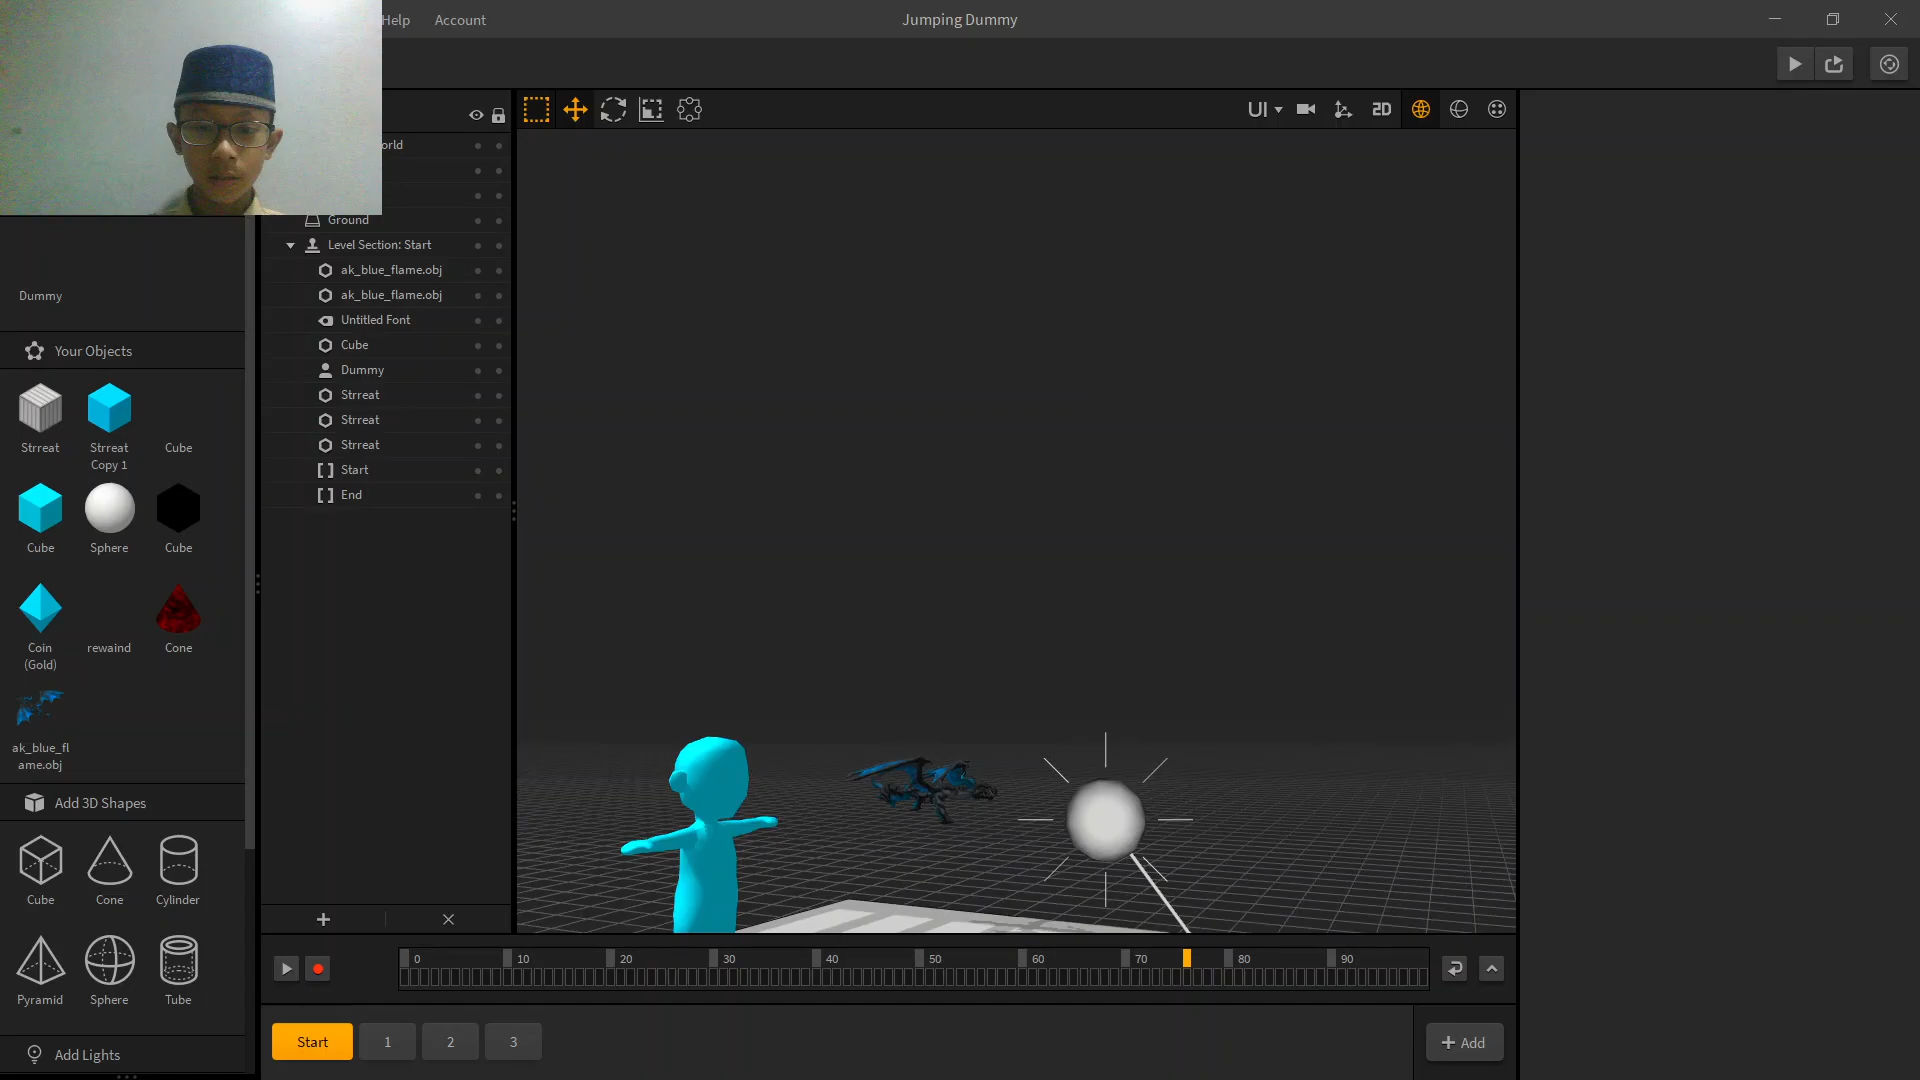 Help Account Jumping Dummy
UI 2D
orld
Ground
Level Section: Start
ak_blue_flame.obj
Dummy
ak_blue_flame.obj
Untitled Font
Your Objects
Cube
Dummy
Strreat
Strreat
Strreat
Start
End
Strreat
Strreat
Copy 1
Cube
Cube
Sphere
Cube
Coin
(Gold)
rewaind
Cone
ak_blue_fl
ame.obj
Add 3D Shapes
Cube
Cone
Cylinder
Pyramid
Sphere
Tube
Add Lights
0 10 20 30 40 50 60 70 80 90
Start 1 2 3
+ Add